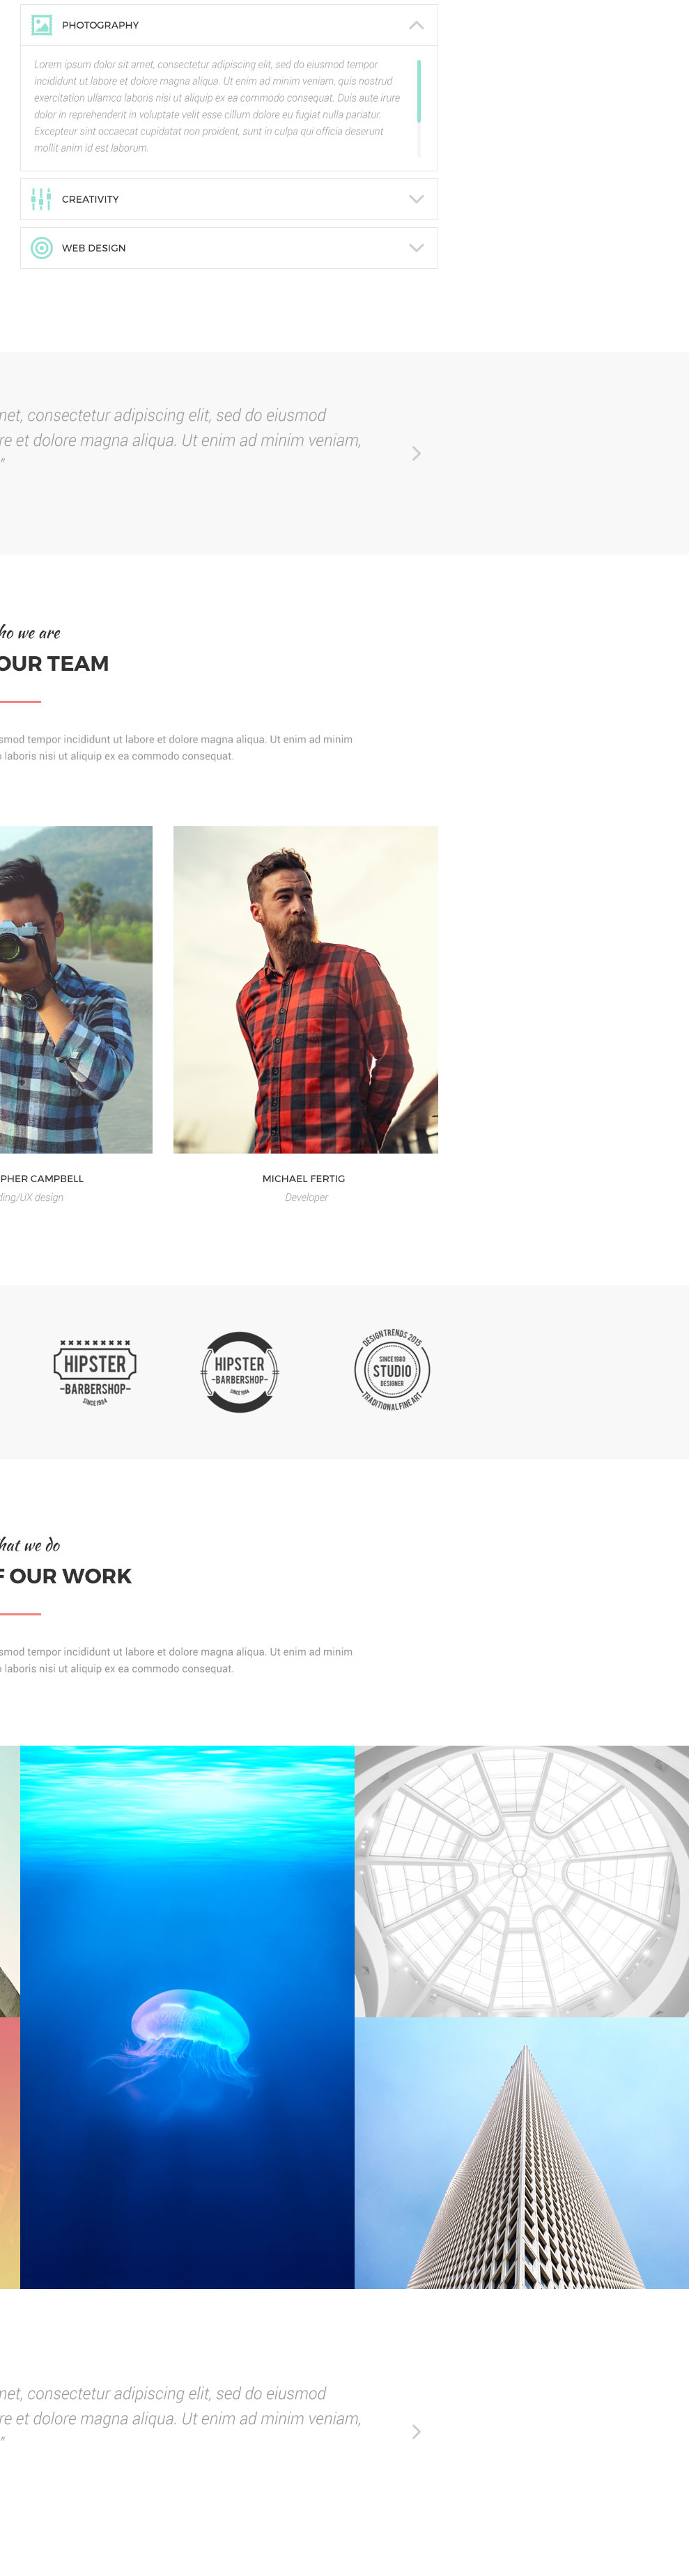 PHOTOGRAPHY
Lorem ipsum dolor sit amet, consectetur adipiscing elit, sed do eiusmod tempor
incididunt ut labore et dolore magna aliqua. Ut enim ad minim veniam, quis nostrud
exercitation ullamco laboris nisi ut aliquip ex ea commodo consequat. Duis aute irure
dolor in reprehenderit in voluptate velit esse cillum dolore eu fugiat nulla pariatur.
Excepteur sint occaecat cupidatat non proident, sunt in culpa qui officia deserunt
mollit anim id est laborum.
CREATIVITY
WEB DESIGN
met, consectetur adipiscing elit, sed do eiusmod
re et dolore magna aliqua. Ut enim ad minim veniam,
”
ho we are
OUR TEAM
smod tempor incididunt ut labore et dolore magna aliqua. Ut enim ad minim
o laboris nisi ut aliquip ex ea commodo consequat.
PHER CAMPBELL
ding/UX design
MICHAEL FERTIG
Developer
HIPSTER
–BARBERSHOP–
SINCE 1984
HIPSTER
–BARBERSHOP–
SINCE 1984
DESIGN TRENDS 2015
SINCE 1980
STUDIO
DESIGNER
TRADITIONAL FINE ART
hat we do
F OUR WORK
smod tempor incididunt ut labore et dolore magna aliqua. Ut enim ad minim
o laboris nisi ut aliquip ex ea commodo consequat.
met, consectetur adipiscing elit, sed do eiusmod
re et dolore magna aliqua. Ut enim ad minim veniam,
”